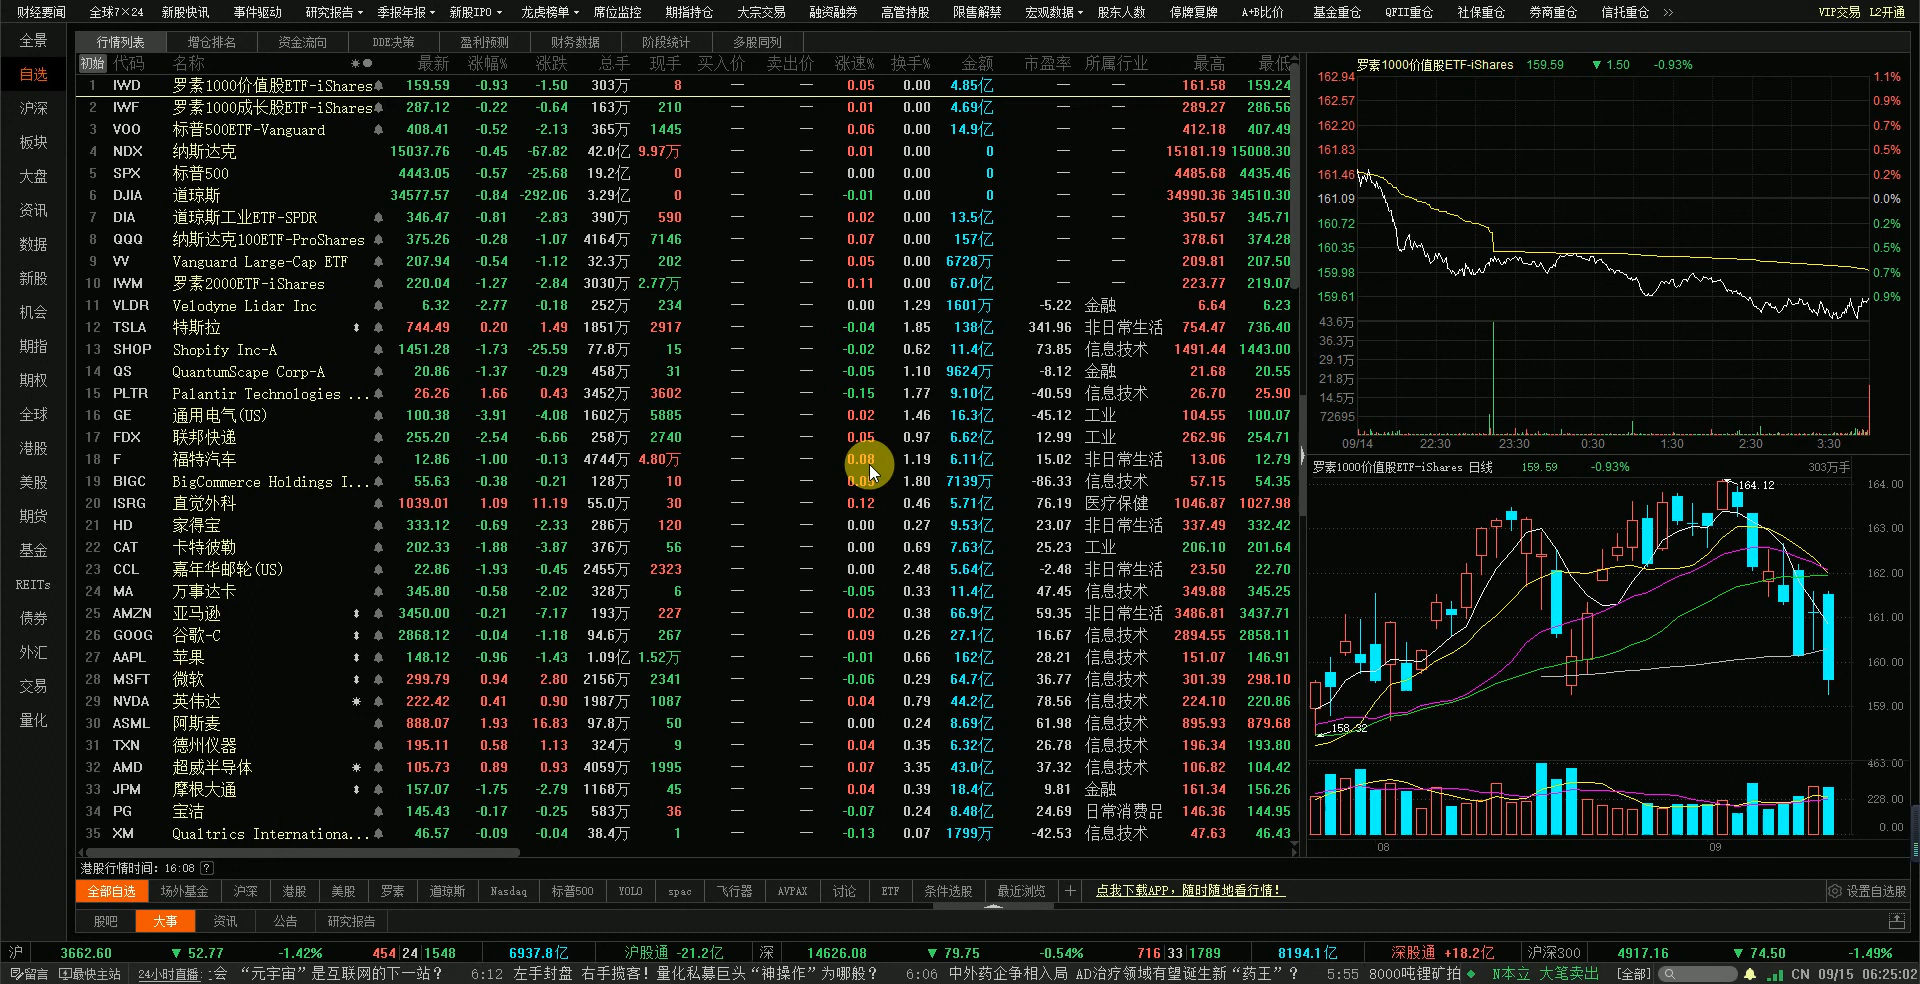 财经要闻 全球7×24 新股快讯 事件驱动 研究报告 季报年报 新股IPO 龙虎榜单 席位监控 期指持仓 大宗交易 融资融券 高管持股 限售解禁 宏观数据 股东人数 停牌复牌 A+B比价 基金重仓 QFII重仓 社保重仓 券商重仓 信托重仓 >> VIP交易 L2开通
全景
自选
沪深
板块
大盘
资讯
数据
新股
机会
期指
期权
全球
港股
美股
期货
基金
REITs
债券
外汇
交易
量化
行情列表 增仓排名 资金流向 DDE决策 盈利预测 财务数据 阶段统计 多股同列
初始 代码 名称 最新 涨幅% 涨跌 总手 现手 买入价 卖出价 涨速% 换手% 金额 市盈率 所属行业 最高 最低
1 IWD 罗素1000价值股ETF-iShares 159.59 -0.93 -1.50 303万 8 — — 0.05 0.00 4.85亿 — — 161.58 159.24
2 IWF 罗素1000成长股ETF-iShares 287.12 -0.22 -0.64 163万 210 — — 0.01 0.00 4.69亿 — — 289.27 286.56
3 VOO 标普500ETF-Vanguard 408.41 -0.52 -2.13 365万 1445 — — 0.06 0.00 14.9亿 — — 412.18 407.49
4 NDX 纳斯达克 15037.76 -0.45 -67.82 42.0亿 9.97万 — — 0.01 0.00 0 — — 15181.19 15008.30
5 SPX 标普500 4443.05 -0.57 -25.68 19.2亿 0 — — 0.00 0.00 0 — — 4485.68 4435.46
6 DJIA 道琼斯 34577.57 -0.84 -292.06 3.29亿 0 — — -0.01 0.00 0 — — 34990.36 34510.30
7 DIA 道琼斯工业ETF-SPDR 346.47 -0.81 -2.83 390万 590 — — 0.02 0.00 13.5亿 — — 350.57 345.71
8 QQQ 纳斯达克100ETF-ProShares 375.26 -0.28 -1.07 4164万 7146 — — 0.07 0.00 157亿 — — 378.61 374.28
9 VV Vanguard Large-Cap ETF 207.94 -0.54 -1.12 32.3万 202 — — 0.05 0.00 6728万 — — 209.81 207.50
10 IWM 罗素2000ETF-iShares 220.04 -1.27 -2.84 3030万 2.77万 — — 0.11 0.00 67.0亿 — — 223.77 219.07
11 VLDR Velodyne Lidar Inc 6.32 -2.77 -0.18 252万 234 — — 0.00 1.29 1601万 -5.22 金融 6.64 6.23
12 TSLA 特斯拉 744.49 0.20 1.49 1851万 2917 — — -0.04 1.85 138亿 341.96 非日常生活 754.47 736.40
13 SHOP Shopify Inc-A 1451.28 -1.73 -25.59 77.8万 15 — — -0.02 0.62 11.4亿 73.85 信息技术 1491.44 1443.00
14 QS QuantumScape Corp-A 20.86 -1.37 -0.29 458万 31 — — -0.05 1.10 9624万 -8.12 金融 21.68 20.55
15 PLTR Palantir Technologies ... 26.26 1.66 0.43 3452万 3602 — — -0.15 1.77 9.10亿 -40.59 信息技术 26.70 25.90
16 GE 通用电气(US) 100.38 -3.91 -4.08 1602万 5885 — — 0.02 1.46 16.3亿 -45.12 工业 104.55 100.07
17 FDX 联邦快递 255.20 -2.54 -6.66 258万 2740 — — 0.05 0.97 6.62亿 12.99 工业 262.96 254.71
18 F 福特汽车 12.86 -1.00 -0.13 4744万 4.80万 — — 0.08 1.19 6.11亿 15.02 非日常生活 13.06 12.79
19 BIGC BigCommerce Holdings I... 55.63 -0.38 -0.21 128万 10 — — 1.80 7139万 -86.33 信息技术 57.15 54.35
20 ISRG 直觉外科 1039.01 1.09 11.19 55.0万 30 — — 0.12 0.46 5.71亿 76.19 医疗保健 1046.87 1027.98
21 HD 家得宝 333.12 -0.69 -2.33 286万 120 — — 0.00 0.27 9.53亿 23.07 非日常生活 337.49 332.42
22 CAT 卡特彼勒 202.33 -1.88 -3.87 376万 56 — — 0.00 0.69 7.63亿 25.23 工业 206.10 201.64
23 CCL 嘉年华邮轮(US) 22.86 -1.93 -0.45 2455万 2323 — — 0.00 2.48 5.64亿 -2.48 非日常生活 23.50 22.70
24 MA 万事达卡 345.80 -0.58 -2.02 328万 6 — — -0.05 0.33 11.4亿 47.45 信息技术 349.88 345.25
25 AMZN 亚马逊 3450.00 -0.21 -7.17 193万 227 — — 0.02 0.38 66.9亿 59.35 非日常生活 3486.81 3437.71
26 GOOG 谷歌-C 2868.12 -0.04 -1.18 94.6万 267 — — 0.09 0.26 27.1亿 16.67 信息技术 2894.55 2858.11
27 AAPL 苹果 148.12 -0.96 -1.43 1.09亿 1.52万 — — -0.01 0.66 162亿 28.21 信息技术 151.07 146.91
28 MSFT 微软 299.79 0.94 2.80 2156万 2341 — — -0.06 0.29 64.7亿 36.77 信息技术 301.39 298.10
29 NVDA 英伟达 222.42 0.41 0.90 1987万 1087 — — 0.04 0.79 44.2亿 78.56 信息技术 224.10 220.86
30 ASML 阿斯麦 888.07 1.93 16.83 97.8万 50 — — 0.00 0.24 8.69亿 61.98 信息技术 895.93 879.68
31 TXN 德州仪器 195.11 0.58 1.13 324万 9 — — 0.04 0.35 6.32亿 26.78 信息技术 196.34 193.80
32 AMD 超威半导体 105.73 0.89 0.93 4059万 1995 — — 0.07 3.35 43.0亿 37.32 信息技术 106.82 104.42
33 JPM 摩根大通 157.07 -1.75 -2.79 1168万 45 — — 0.04 0.39 18.4亿 9.81 金融 161.34 156.26
34 PG 宝洁 145.43 -0.17 -0.25 583万 36 — — -0.07 0.24 8.48亿 24.69 日常消费品 146.36 144.95
35 XM Qualtrics Internationa... 46.57 -0.09 -0.04 38.4万 1 — — -0.13 0.07 1799万 -42.53 信息技术 47.63 46.43
罗素1000价值股ETF-iShares 159.59 ▼1.50 -0.93%
162.94 1.1%
162.57 0.9%
162.20 0.7%
161.83 0.5%
161.46 0.2%
161.09 0.0%
160.72 0.2%
160.35 0.5%
159.98 0.7%
159.61 0.9%
43.6万
36.3万
29.1万
21.8万
14.5万
72695
09/14 22:30 23:30 0:30 1:30 2:30 3:30
罗素1000价值股ETF-iShares 日线 159.59 -0.93% 303万手
164.12 164.00
163.00
162.00
161.00
160.00
159.00
158.32
463.00
228.00
0.00
08 09
港股行情时间: 16:08 ?
全部自选 场外基金 沪深 港股 美股 罗素 道琼斯 Nasdaq 标普500 YOLO spac 飞行器 AVPAX 讨论 ETF 条件选股 最近浏览 + 点我下载APP，随时随地看行情！ 设置自选股
股吧 大事 资讯 公告 研究报告
沪 3662.60 ▼52.77 -1.42% 454 24 1548 6937.8亿 沪股通 -21.2亿 深 14626.08 ▼79.75 -0.54% 716 33 1789 8194.1亿 深股通 +18.2亿 沪深300 4917.16 ▼74.50 -1.49%
留言 最快主站 24小时直播: :会 “元宇宙”是互联网的下一站？ 6:12 左手封盘 右手揽客！量化私募巨头“神操作”为哪般？ 6:06 中外药企争相入局 AD治疗领域有望诞生新“药王”？ 5:55 8000吨锂矿拍 N本立 大笔卖出 [全部] CN 09/15 06:25:02